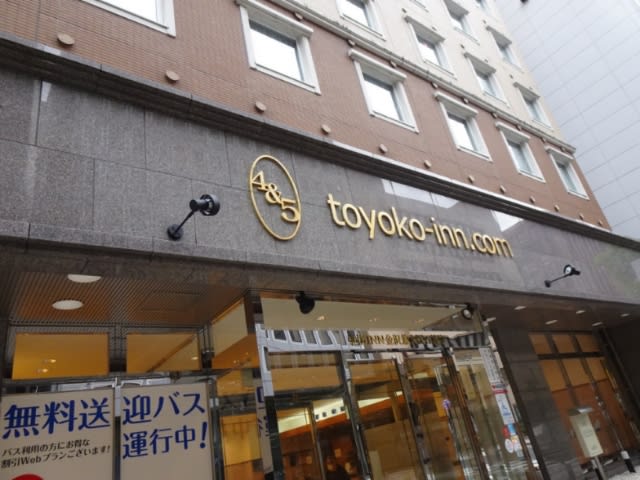 4&5
toyoko-inn.com
無料送
迎バス
運行中!
バス利用の方にお得な
割引Webプランございます!